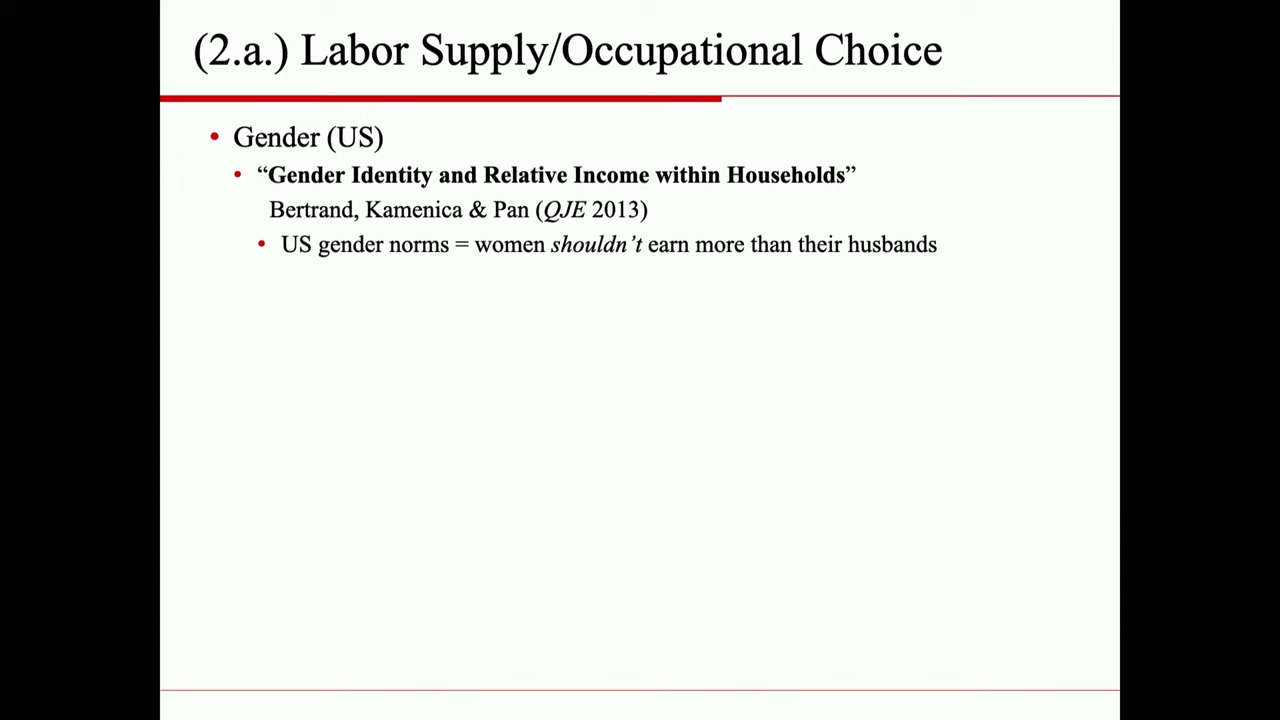 (2.a.) Labor Supply/Occupational Choice
• Gender (US)
• “Gender Identity and Relative Income within Households”
Bertrand, Kamenica & Pan (QJE 2013)
• US gender norms = women shouldn’t earn more than their husbands